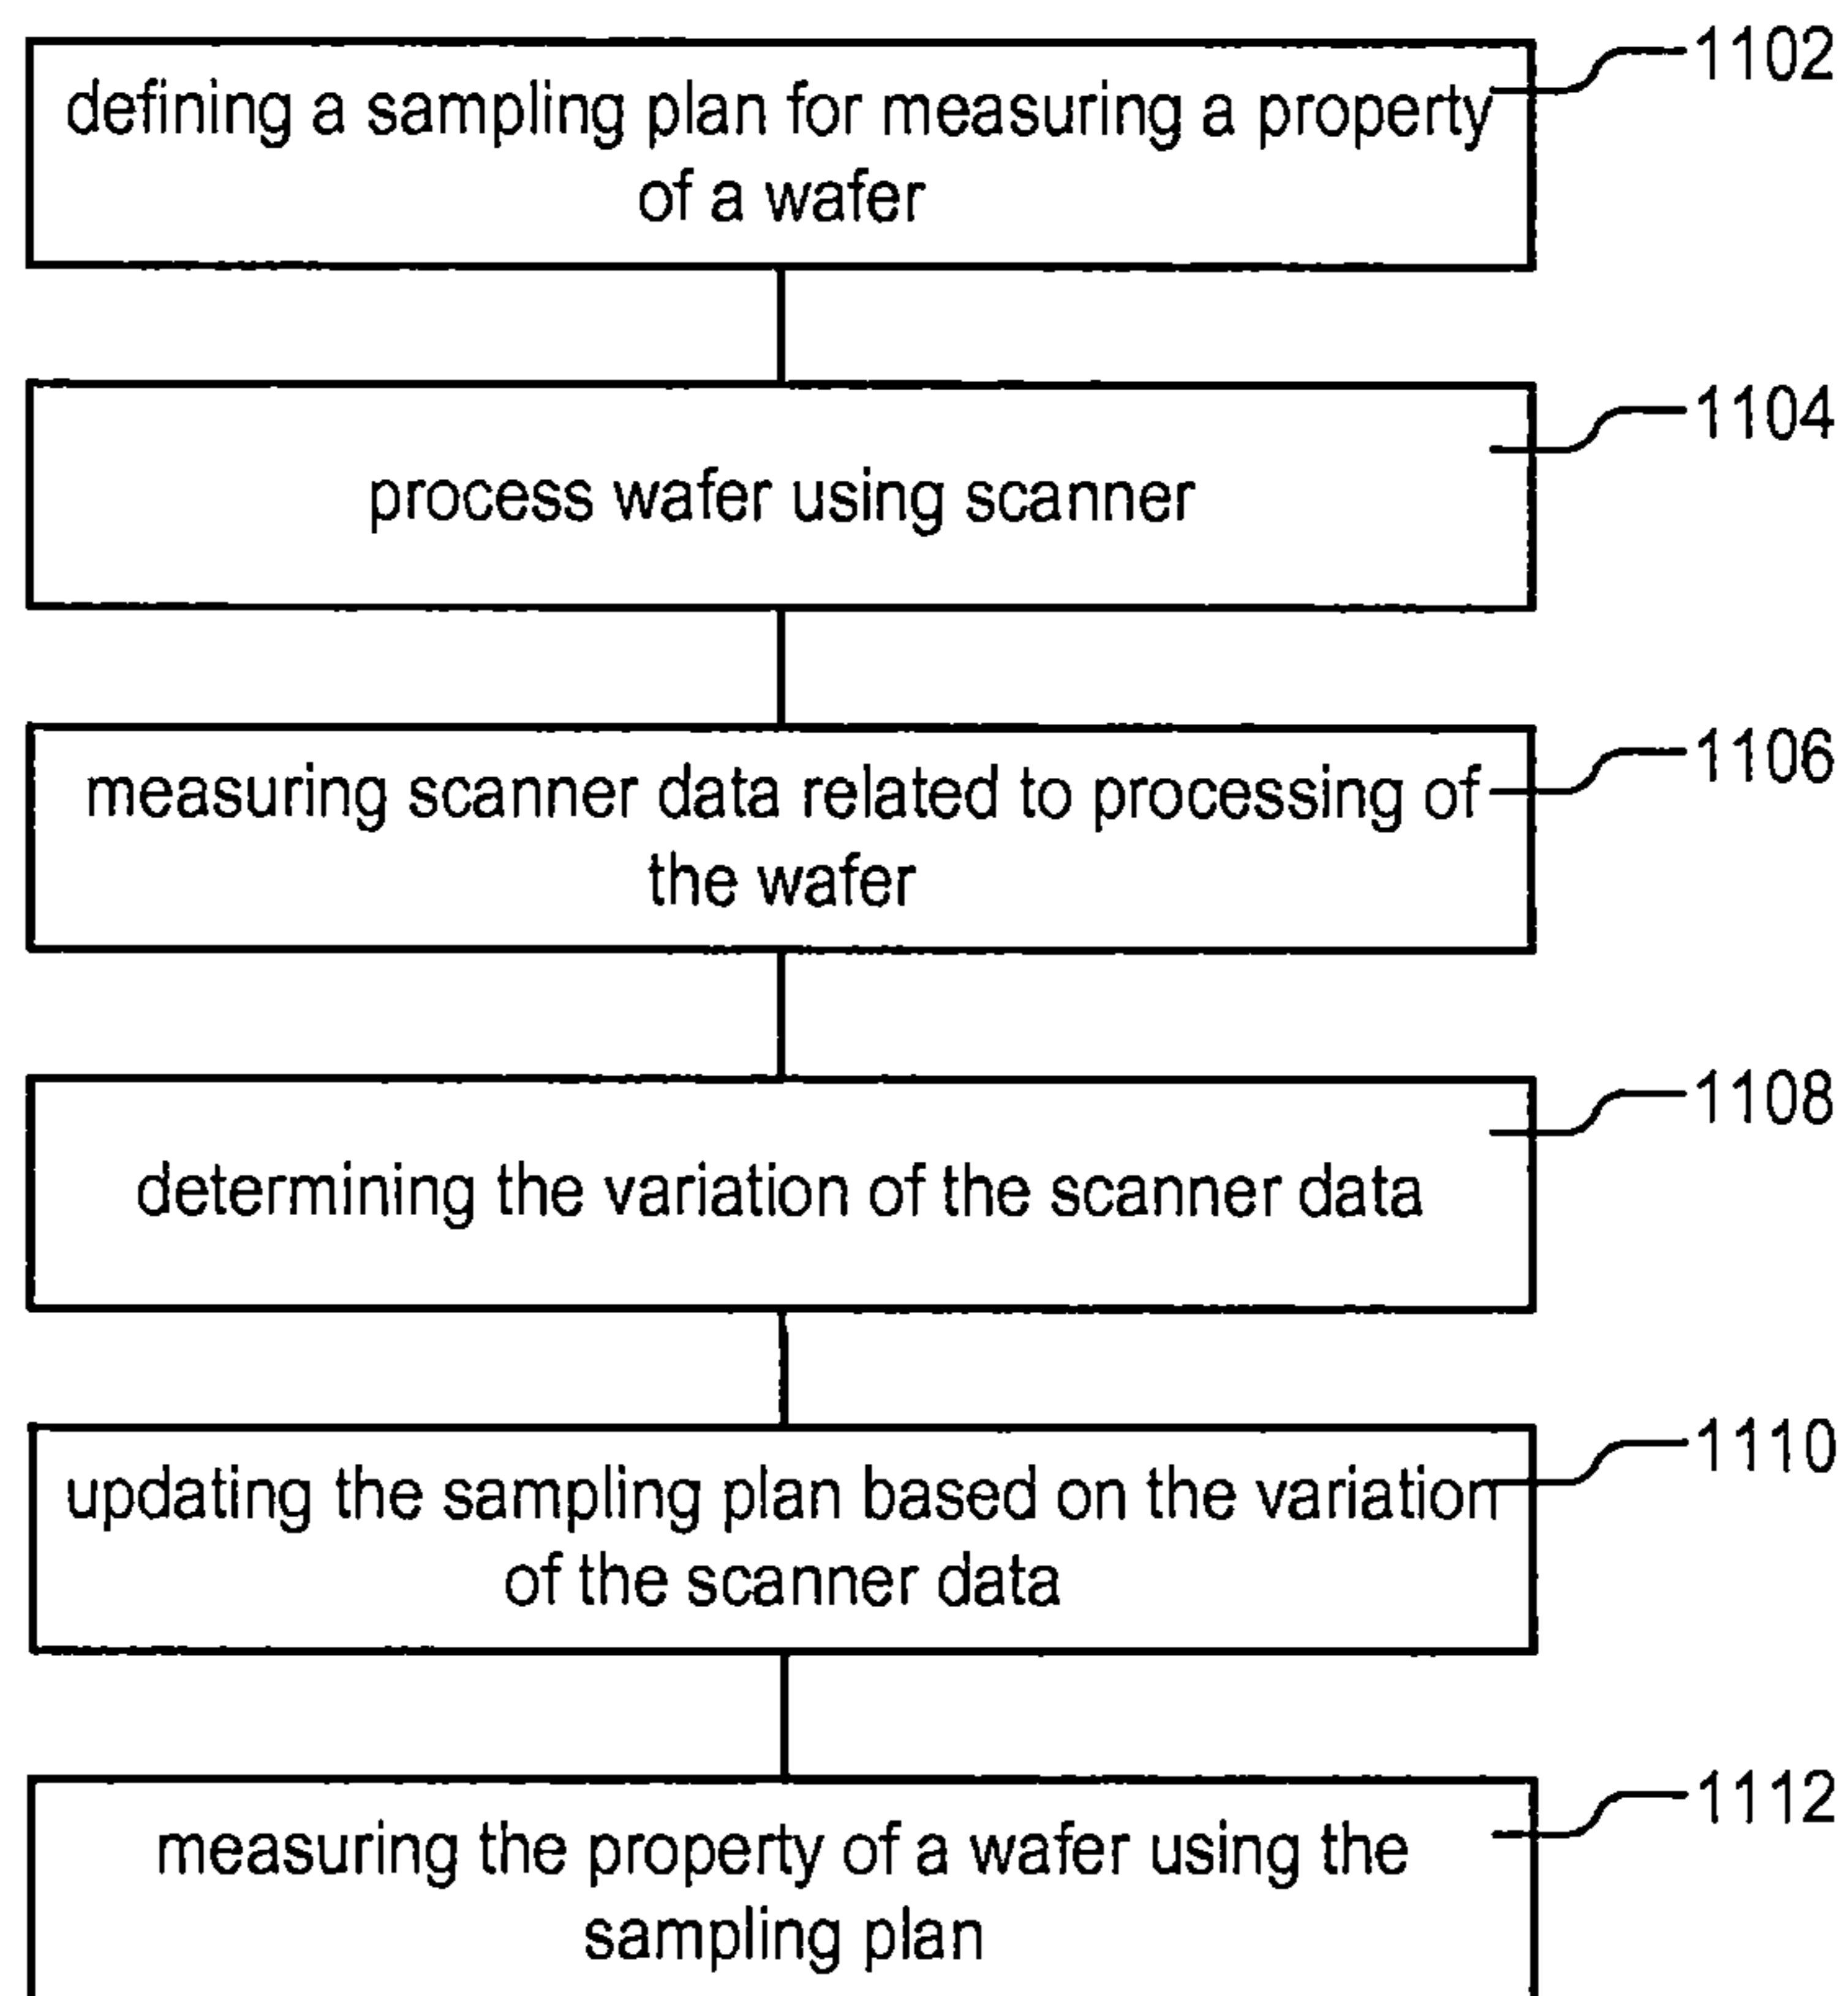 1102
defining a sampling plan for measuring a property
of a wafer
1104
process wafer using scanner
1106
measuring scanner data related to processing of
the wafer
1108
determining the variation of the scanner data
1110
updating the sampling plan based on the variation
of the scanner data
1112
measuring the property of a wafer using the
sampling plan